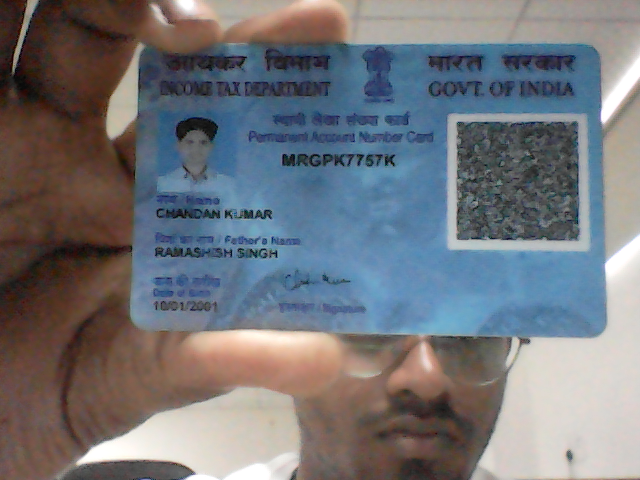 आयकर विभाग
INCOME TAX DEPARTMENT
भारत सरकार
GOVT. OF INDIA
स्थायी लेखा संख्या कार्ड
Permanent Account Number Card
MRGPK7757K
नाम / Name
CHANDAN KUMAR
पिता का नाम / Father's Name
RAMASHISH SINGH
Date of Birth
10/01/2001
हस्ताक्षर / Signature